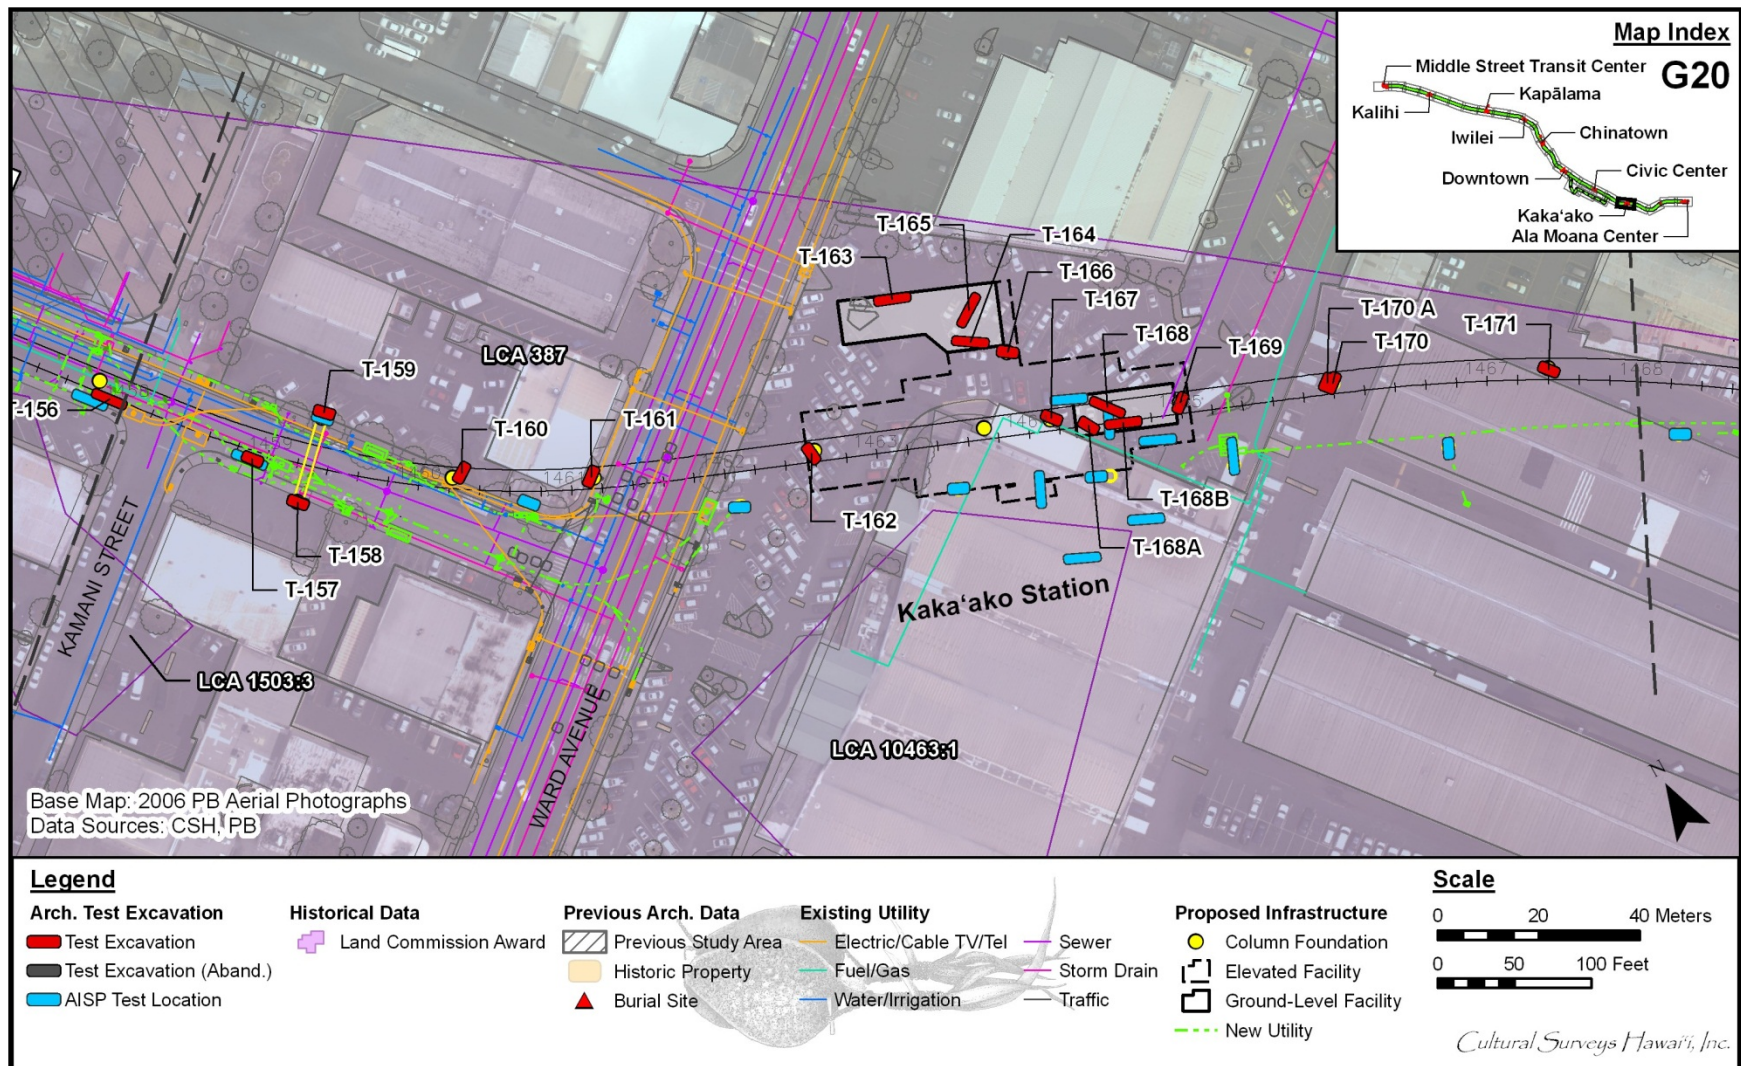 Map Index
G20
Middle Street Transit Center
Kapālama
Kalihi
Iwilei
Chinatown
Downtown
Civic Center
Kaka‘ako
Ala Moana Center
T-165
T-164
T-163
T-166
T-167
T-168
T-170 A
T-171
T-169
T-170
LCA 387
T-159
T-156
T-160
T-161
1467
1468
1459
1463
T-162
T-168B
T-168A
T-158
T-157
KAMANI STREET
WARD AVENUE
Kaka‘ako Station
LCA 1503:3
LCA 10463:1
N
Base Map: 2006 PB Aerial Photographs
Data Sources: CSH, PB
Legend
Arch. Test Excavation
Test Excavation
Test Excavation (Aband.)
AISP Test Location
Historical Data
Land Commission Award
Previous Arch. Data
Previous Study Area
Historic Property
Burial Site
Existing Utility
Electric/Cable TV/Tel
Fuel/Gas
Water/Irrigation
Sewer
Storm Drain
Traffic
Proposed Infrastructure
Column Foundation
Elevated Facility
Ground-Level Facility
New Utility
Scale
0 20 40 Meters
0 50 100 Feet
Cultural Surveys Hawai‘i, Inc.